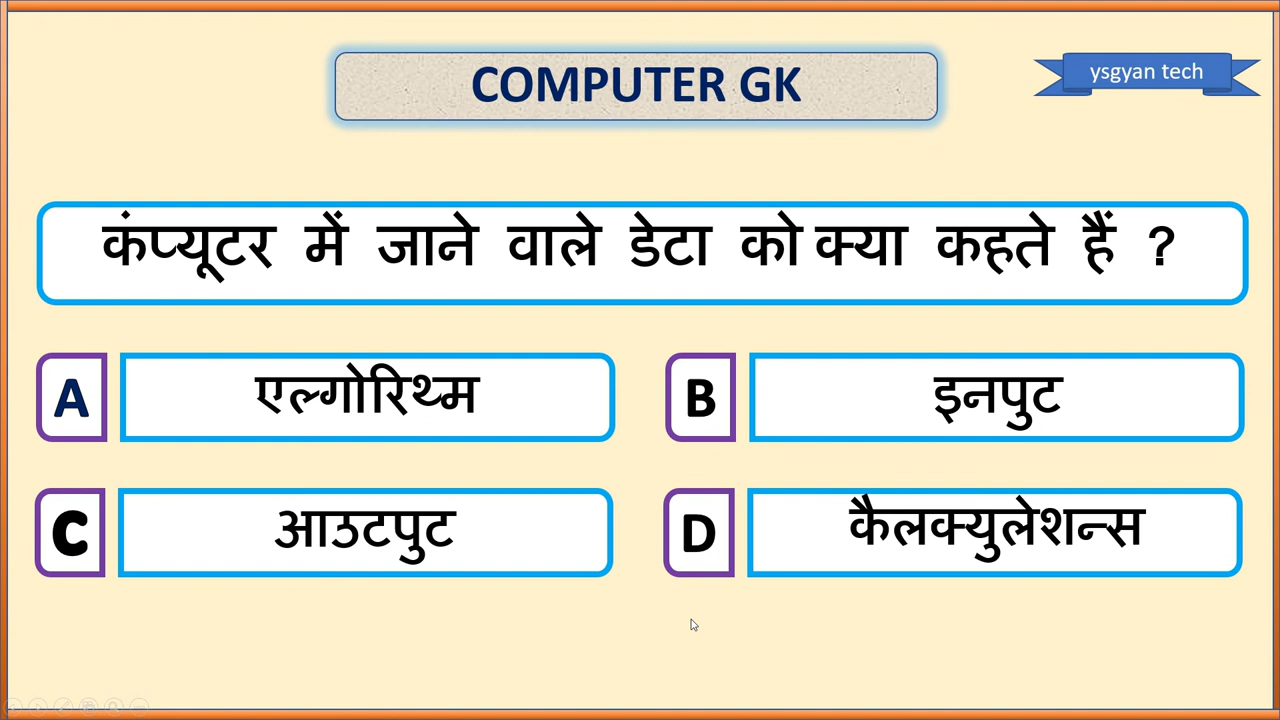 COMPUTER GK
ysgyan tech
कंप्यूटर में जाने वाले डेटा को क्या कहते हैं ?
A एल्गोरिथ्म
B इनपुट
C आउटपुट
D कैलक्युलेशन्स